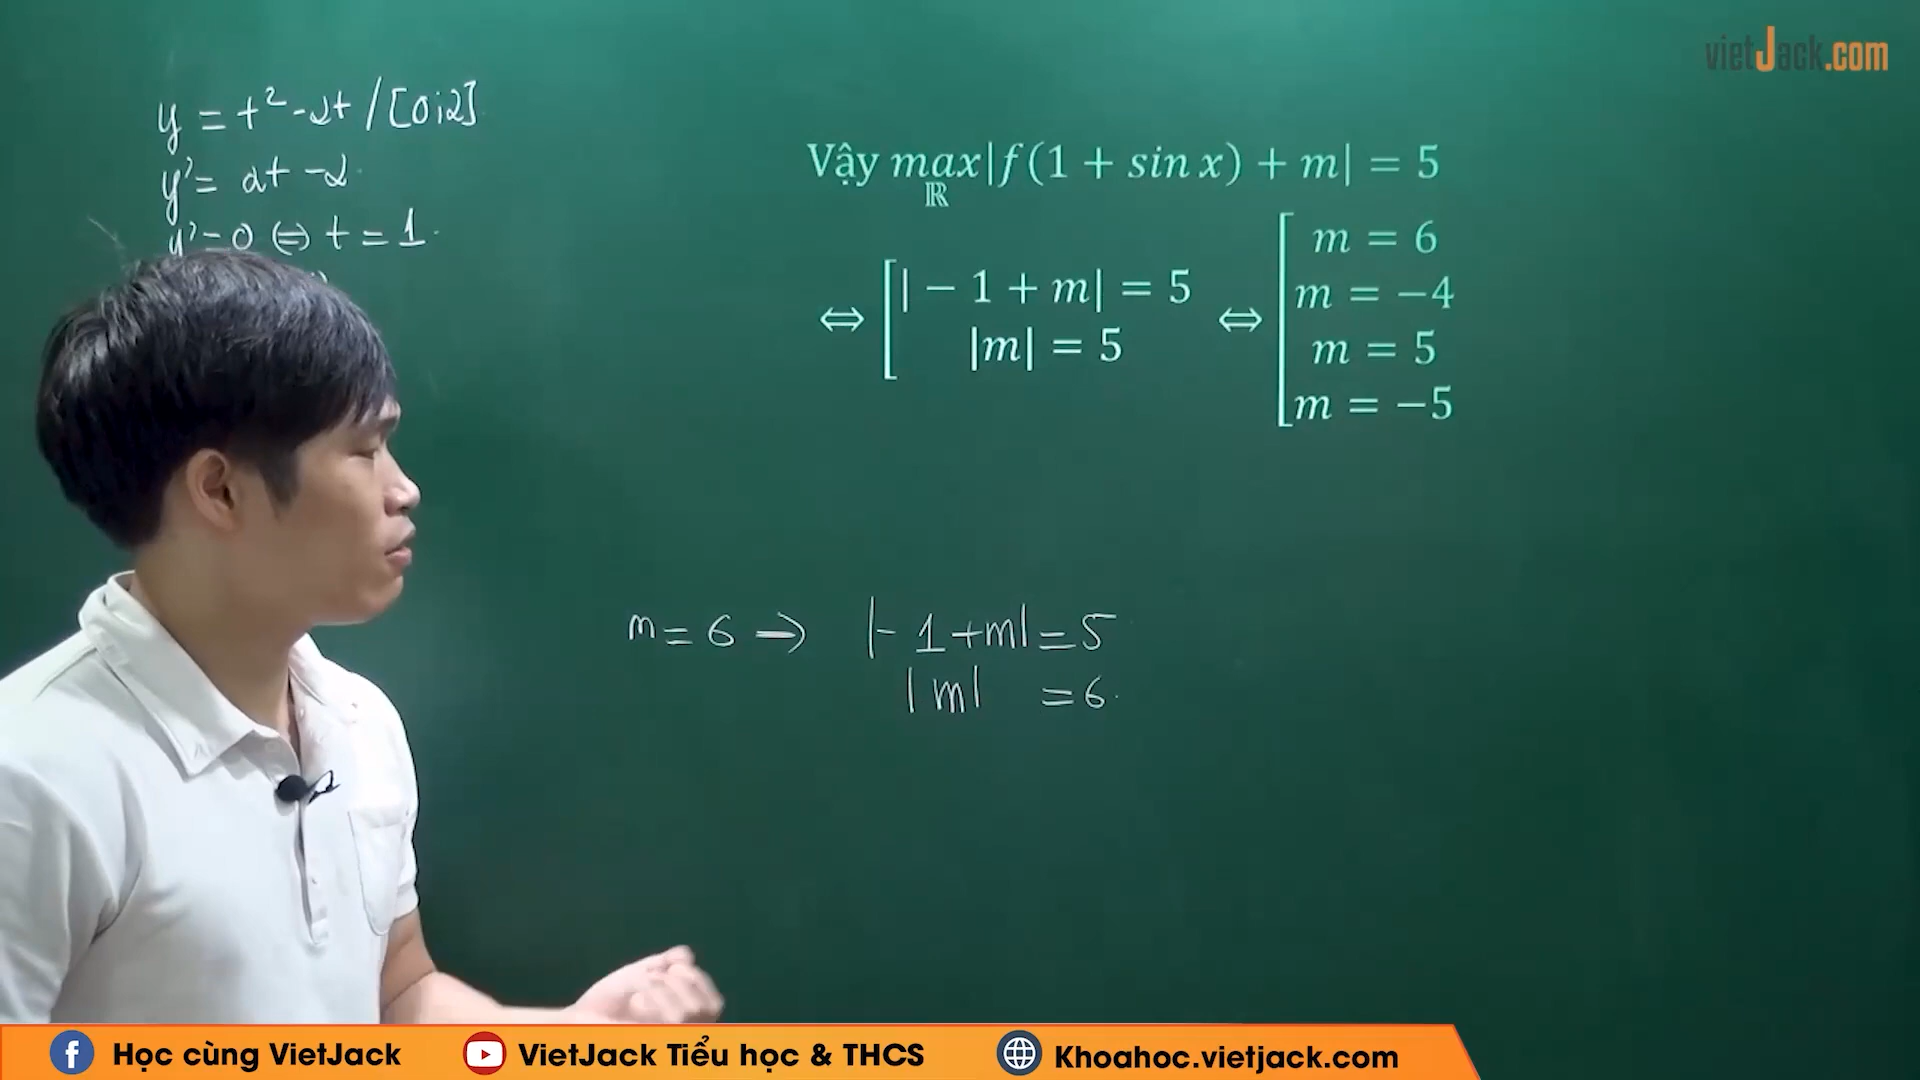 vietJack.com
y = t² - 2t / [0;2]
y' = 2t - 2
y' = 0 ⇔ t = 1.
Vậy max|f(1 + sin x) + m| = 5
ℝ
⇔ [ |− 1 + m| = 5
|m| = 5
⇔ [ m = 6
m = −4
m = 5
m = −5
m = 6 → |- 1 + m| = 5
|m| = 6.
Học cùng VietJack
VietJack Tiểu học & THCS
Khoahoc.vietjack.com